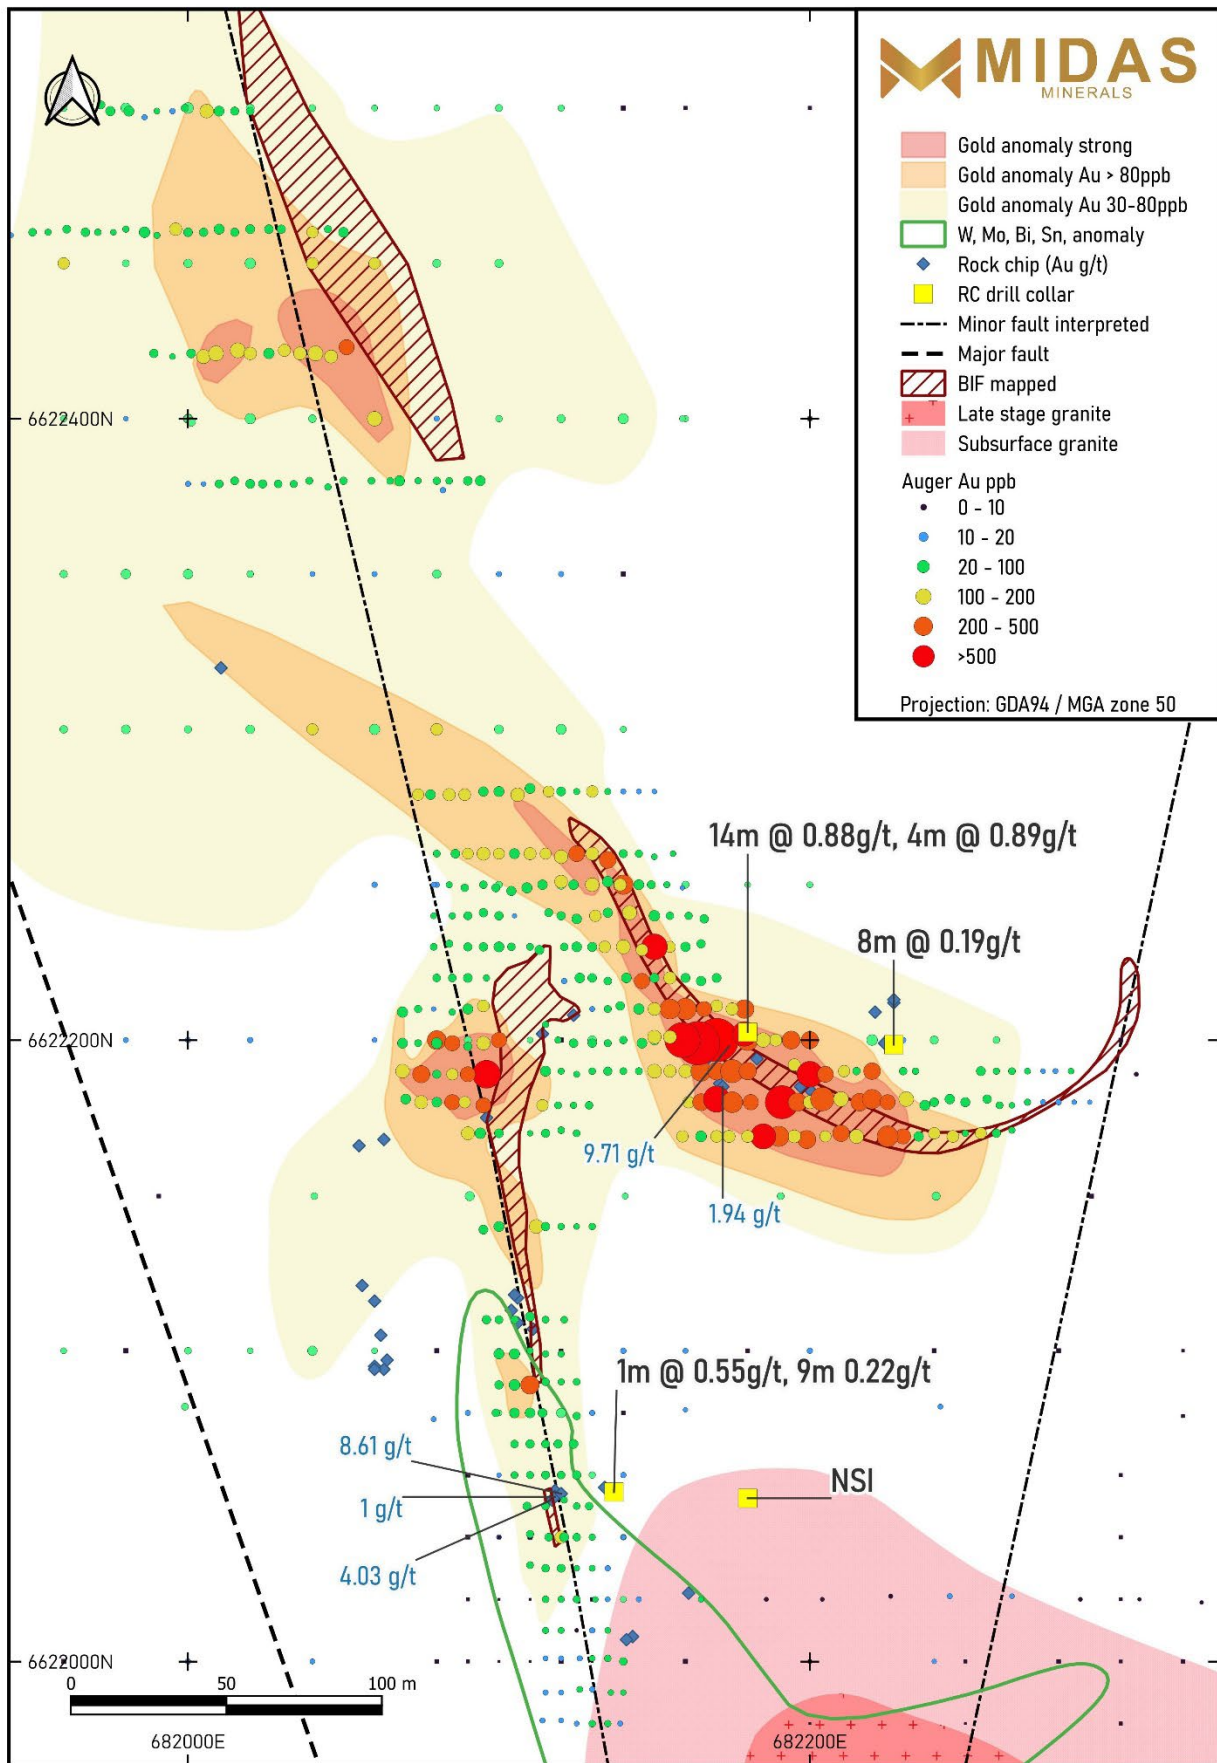 MIDAS
MINERALS
Gold anomaly strong
Gold anomaly Au > 80ppb
Gold anomaly Au 30-80ppb
W, Mo, Bi, Sn, anomaly
Rock chip (Au g/t)
RC drill collar
Minor fault interpreted
Major fault
BIF mapped
Late stage granite
Subsurface granite
Auger Au ppb
0 - 10
10 - 20
20 - 100
100 - 200
200 - 500
>500
Projection: GDA94 / MGA zone 50
6622400N
14m @ 0.88g/t, 4m @ 0.89g/t
8m @ 0.19g/t
6622200N
9.71 g/t
1.94 g/t
1m @ 0.55g/t, 9m 0.22g/t
8.61 g/t
NSI
1 g/t
4.03 g/t
6622000N
0 50 100 m
682000E 682200E